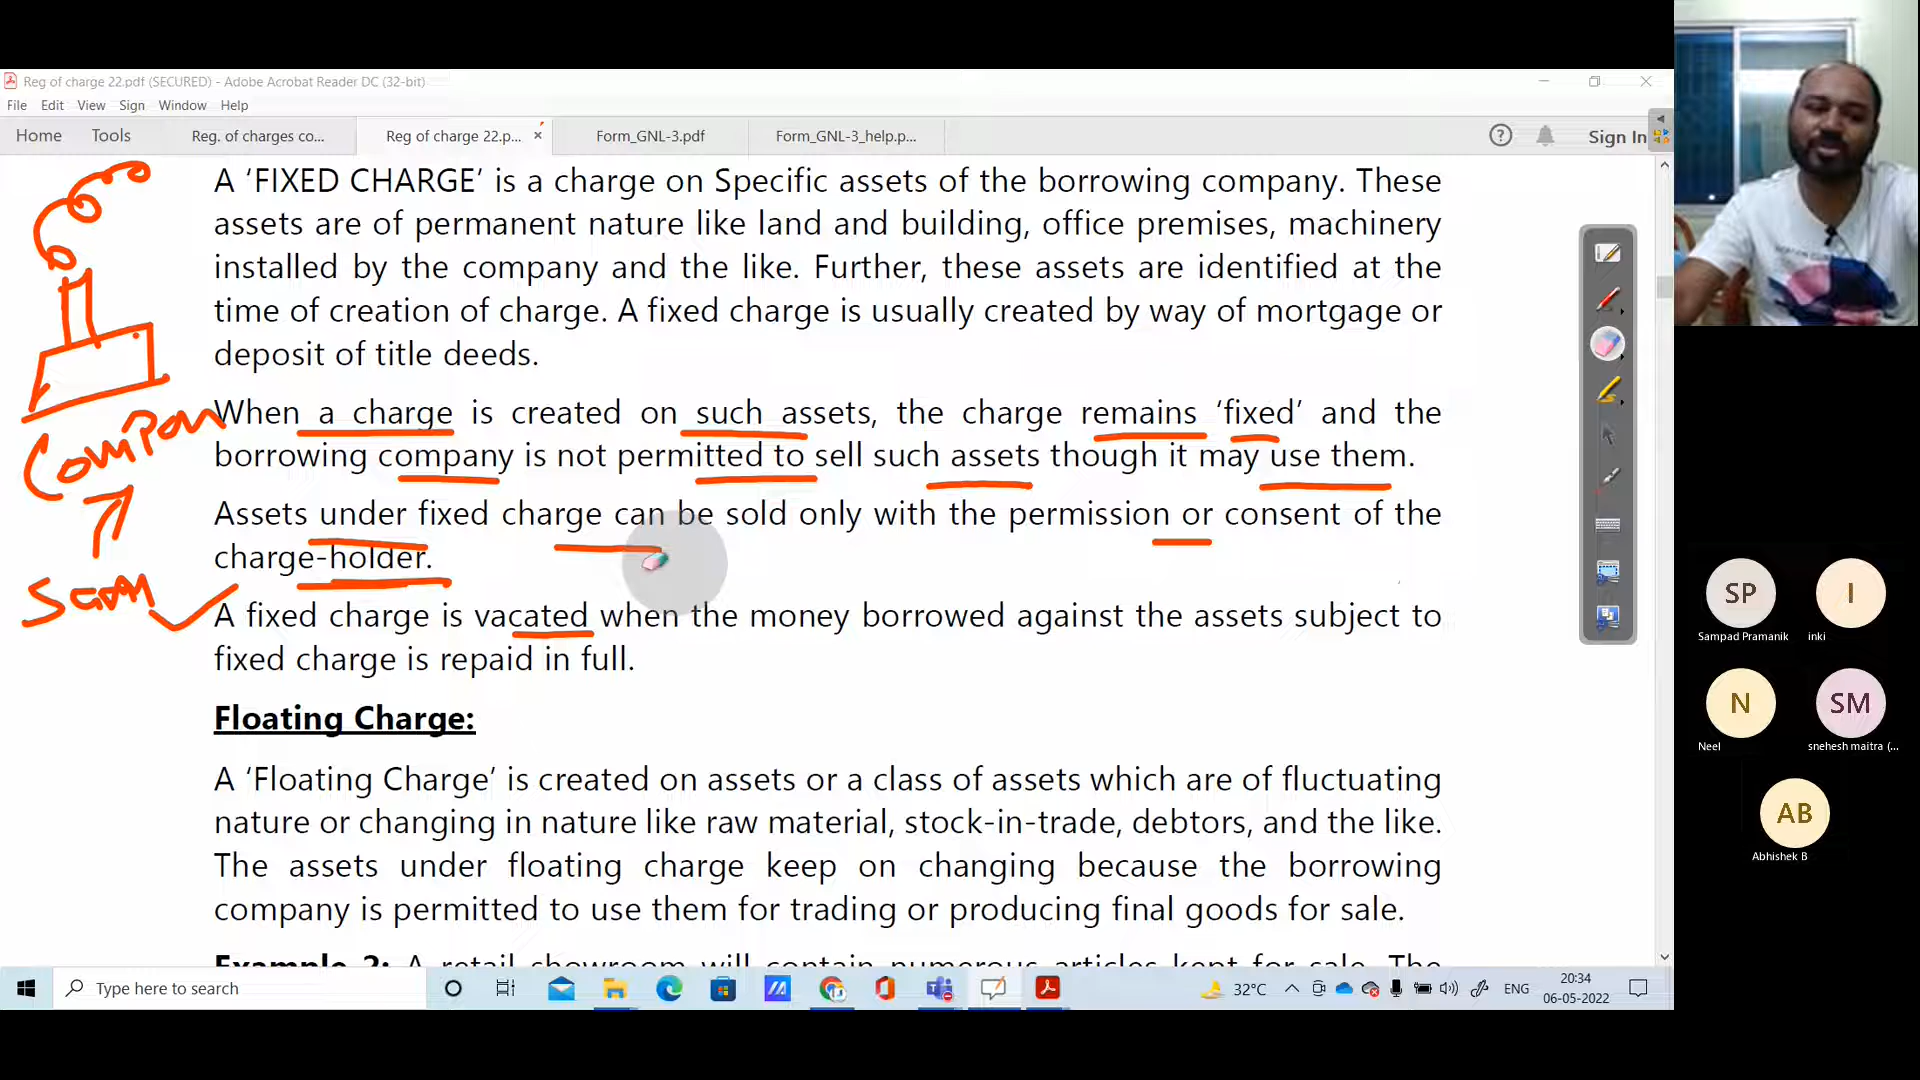 Reg of charge 22.pdf (SECURED) - Adobe Acrobat Reader DC (32-bit)
File Edit View Sign Window Help
Home Tools Reg. of charges co... Reg of charge 22.p... × Form_GNL-3.pdf Form_GNL-3_help.p... Sign In
A ‘FIXED CHARGE’ is a charge on Specific assets of the borrowing company. These
assets are of permanent nature like land and building, office premises, machinery
installed by the company and the like. Further, these assets are identified at the
time of creation of charge. A fixed charge is usually created by way of mortgage or
deposit of title deeds.
When a charge is created on such assets, the charge remains ‘fixed’ and the
borrowing company is not permitted to sell such assets though it may use them.
Assets under fixed charge can be sold only with the permission or consent of the
charge-holder.
A fixed charge is vacated when the money borrowed against the assets subject to
fixed charge is repaid in full.
Floating Charge:
A ‘Floating Charge’ is created on assets or a class of assets which are of fluctuating
nature or changing in nature like raw material, stock-in-trade, debtors, and the like.
The assets under floating charge keep on changing because the borrowing
company is permitted to use them for trading or producing final goods for sale.
Example 2: A retail showroom will contain numerous articles kept for sale. The
Compan
SP I
Sampad Pramanik inki
N SM
Neel snehesh maitra (...
AB
Abhishek B
Type here to search
32°C ENG 20:34
06-05-2022